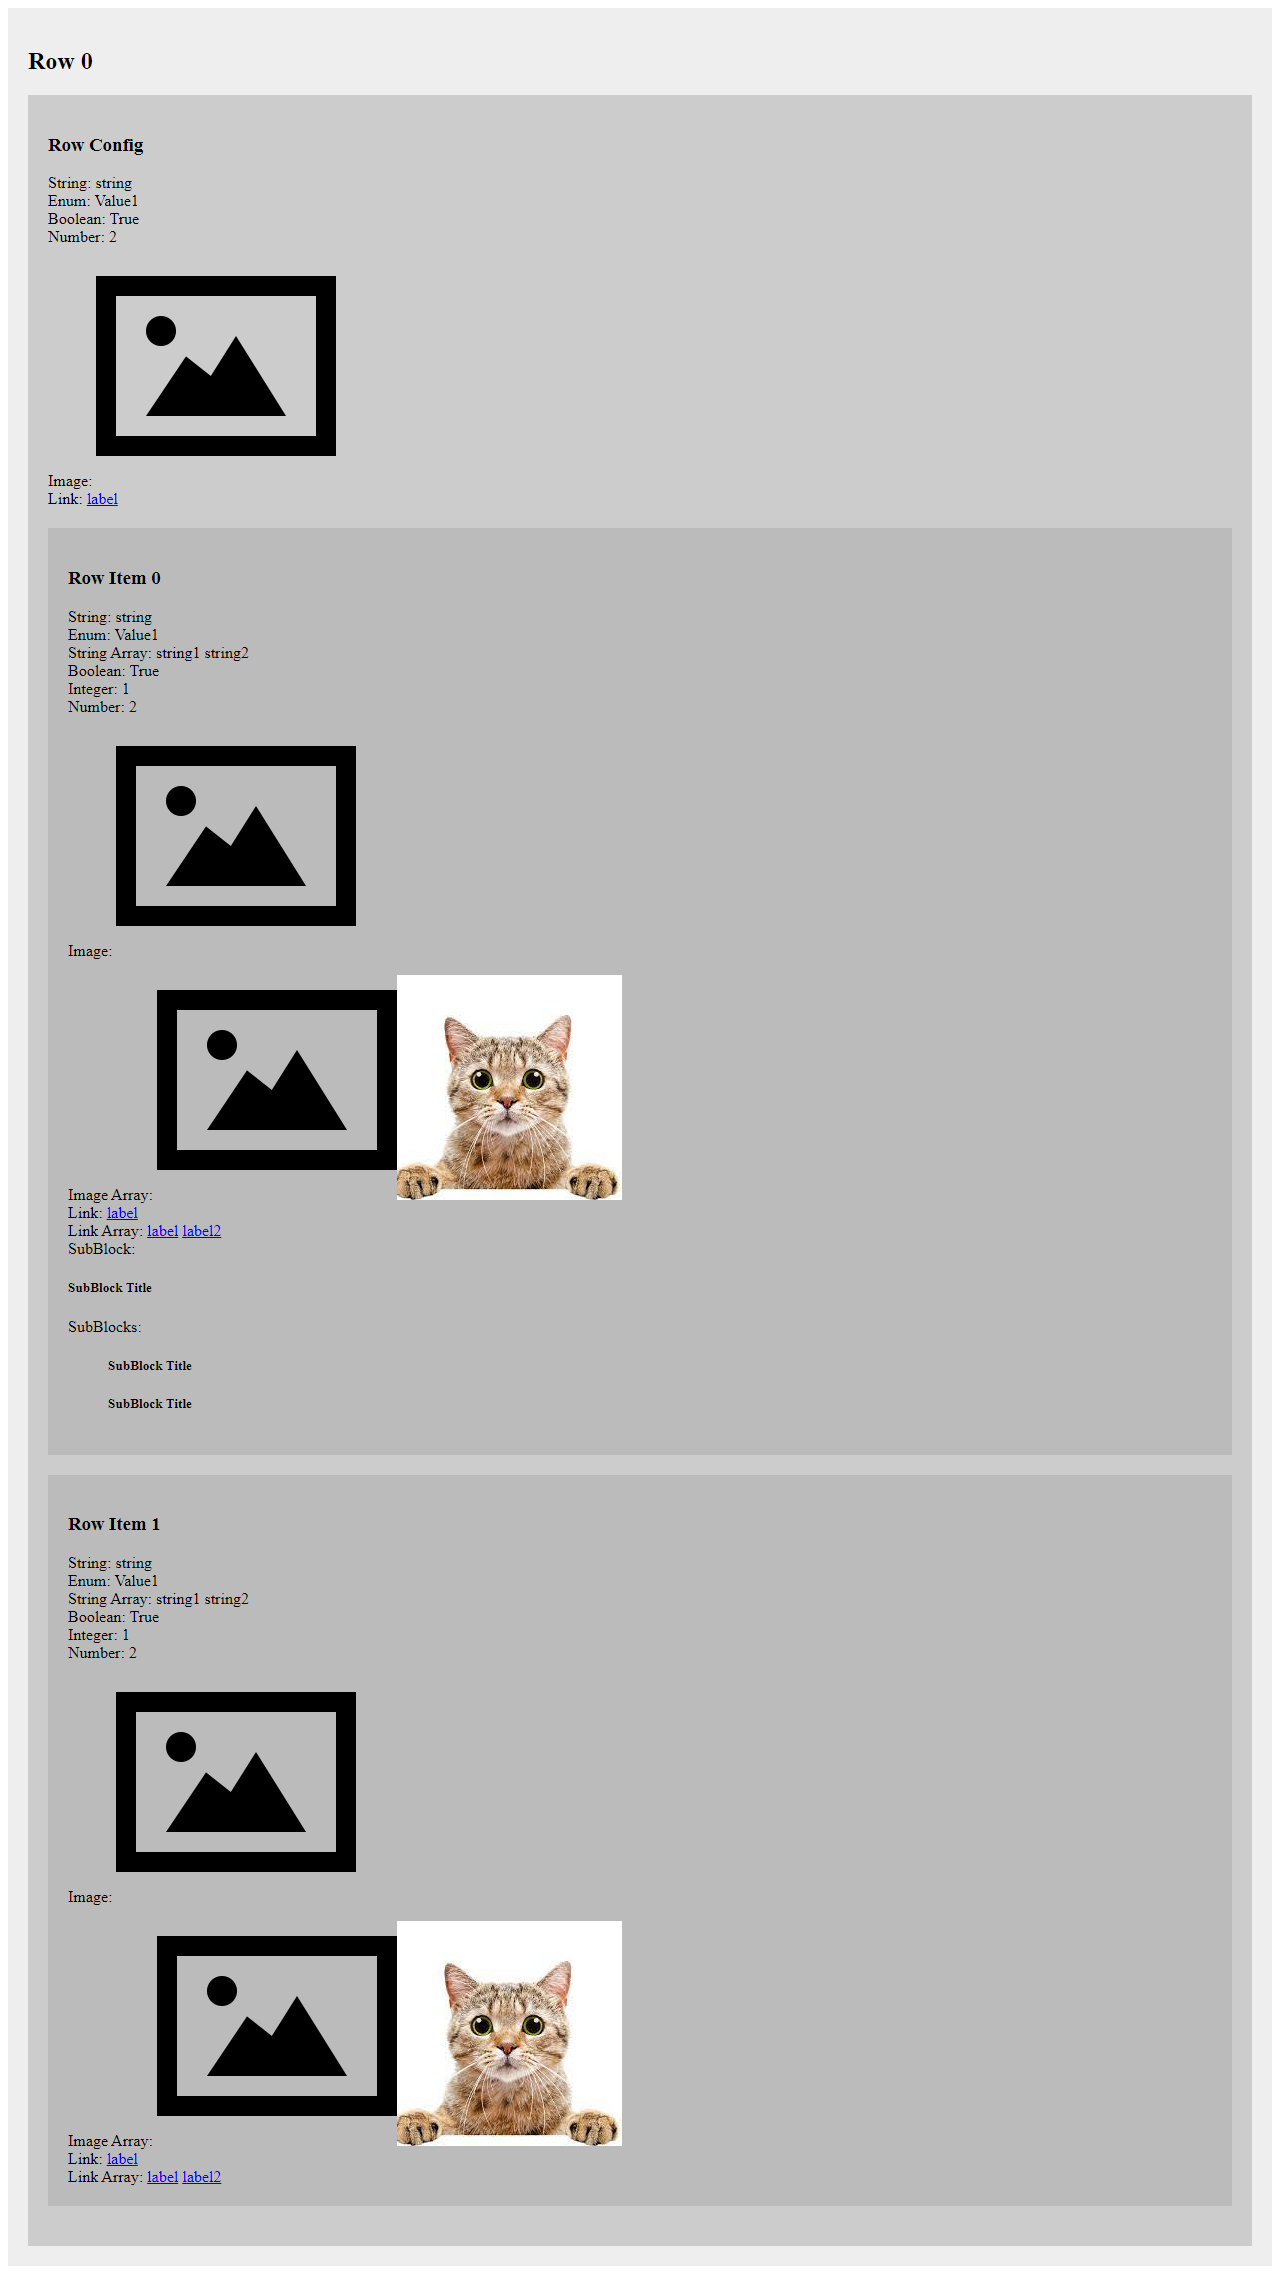 Row 0
Row Config
String: string
Enum: Value1
Boolean: True
Number: 2
Image:
Link: label
Row Item 0
String: string
Enum: Value1
String Array: string1 string2
Boolean: True
Integer: 1
Number: 2
Image:
Image Array:
Link: label
Link Array: label label2
SubBlock:
SubBlock Title
SubBlocks:
SubBlock Title
SubBlock Title
Row Item 1
String: string
Enum: Value1
String Array: string1 string2
Boolean: True
Integer: 1
Number: 2
Image:
Image Array:
Link: label
Link Array: label label2